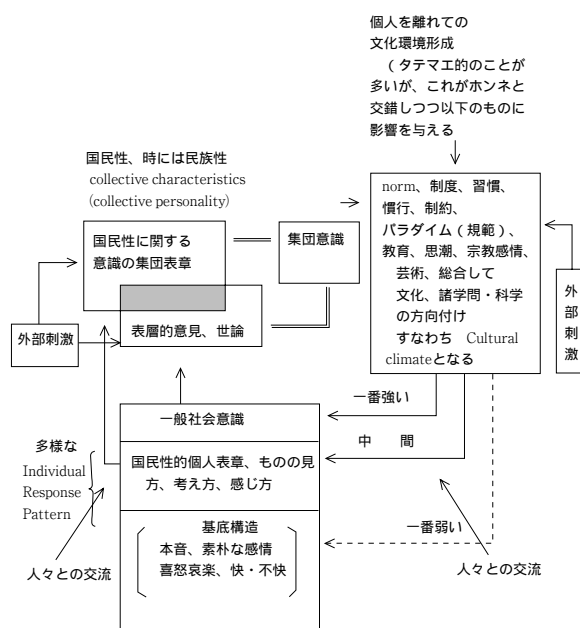 個人を離れての
文化環境形成
(タテマエ的のことが
多いが、これがホンネと
交錯しつつ以下のものに
影響を与える
国民性、時には民族性
collective characteristics
(collective personality)
国民性に関する
意識の集団表章
集団意識
norm、制度、習慣、
慣行、制約、
パラダイム(規範)、
教育、思潮、宗教感情、
芸術、総合して
文化、諸学問・科学
の方向付け
すなわち Cultural
climateとなる
外部刺激
外部刺激
表層的意見、世論
一番強い
一般社会意識
中 間
多様な
Individual
Response
Pattern
国民性的個人表章、ものの見
方、考え方、感じ方
基底構造
本音、素朴な感情
喜怒哀楽、快・不快
一番弱い
人々との交流
人々との交流